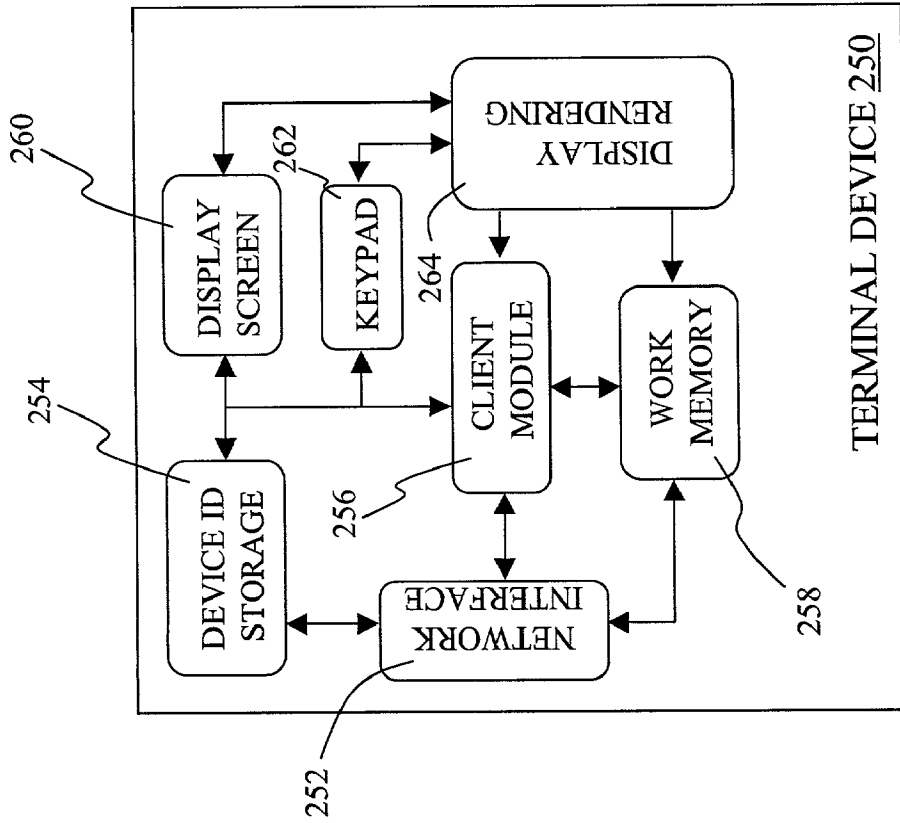 260
DISPLAY
SCREEN
262
KEYPAD
DISPLAY
RENDERING
264
254
DEVICE ID
STORAGE
CLIENT
MODULE
256
WORK
MEMORY
258
NETWORK
INTERFACE
252
TERMINAL DEVICE 250